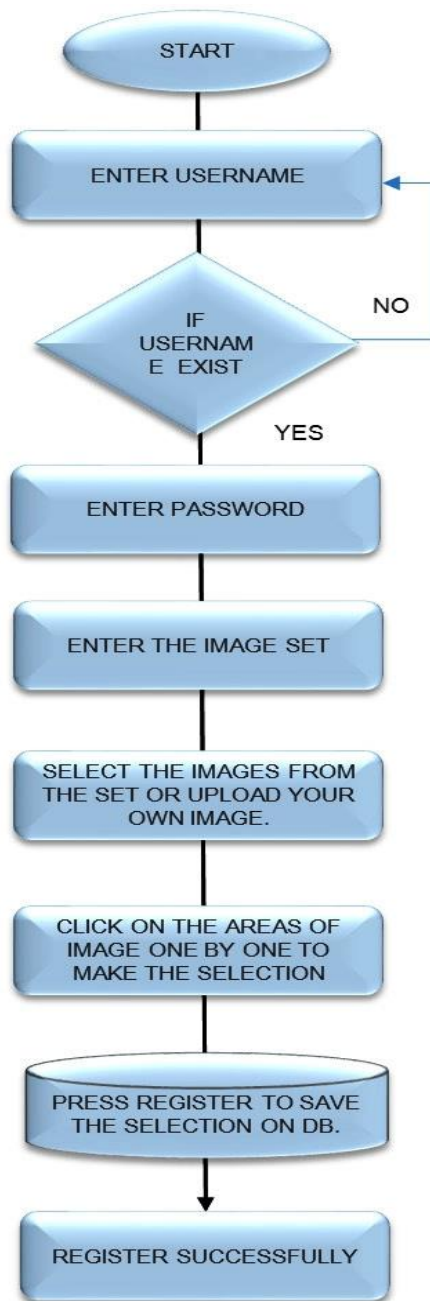 START
ENTER USERNAME
IF
USERNAM
E EXIST
NO
YES
ENTER PASSWORD
ENTER THE IMAGE SET
SELECT THE IMAGES FROM
THE SET OR UPLOAD YOUR
OWN IMAGE.
CLICK ON THE AREAS OF
IMAGE ONE BY ONE TO
MAKE THE SELECTION
PRESS REGISTER TO SAVE
THE SELECTION ON DB.
REGISTER SUCCESSFULLY